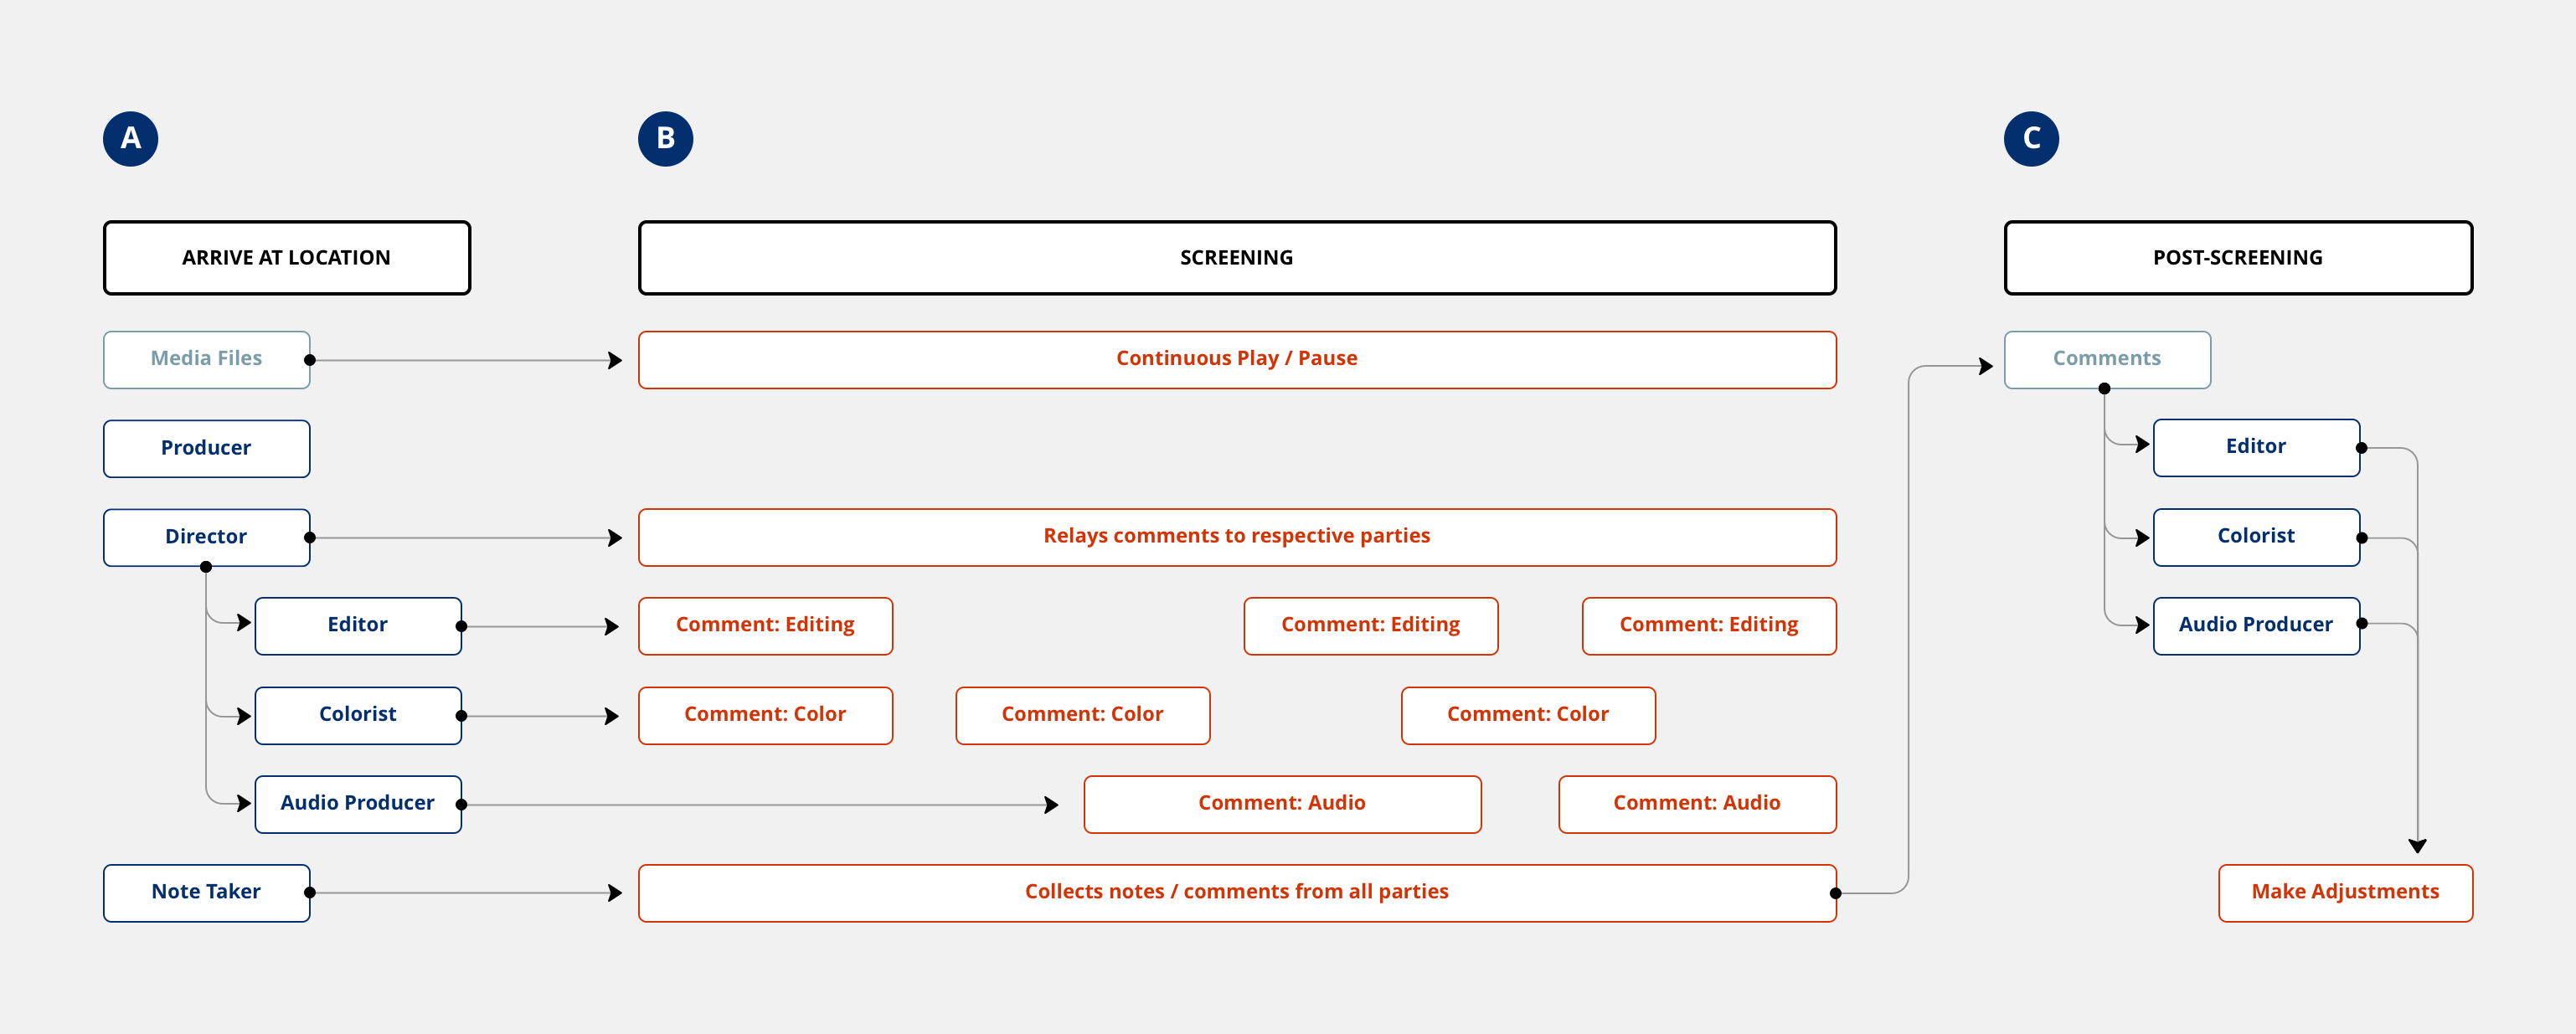 A
B
C
ARRIVE AT LOCATION
SCREENING
POST-SCREENING
Media Files
Continuous Play / Pause
Comments
Producer
Editor
Director
Relays comments to respective parties
Colorist
Editor
Comment: Editing
Comment: Editing
Comment: Editing
Audio Producer
Colorist
Comment: Color
Comment: Color
Comment: Color
Audio Producer
Comment: Audio
Comment: Audio
Note Taker
Collects notes / comments from all parties
Make Adjustments